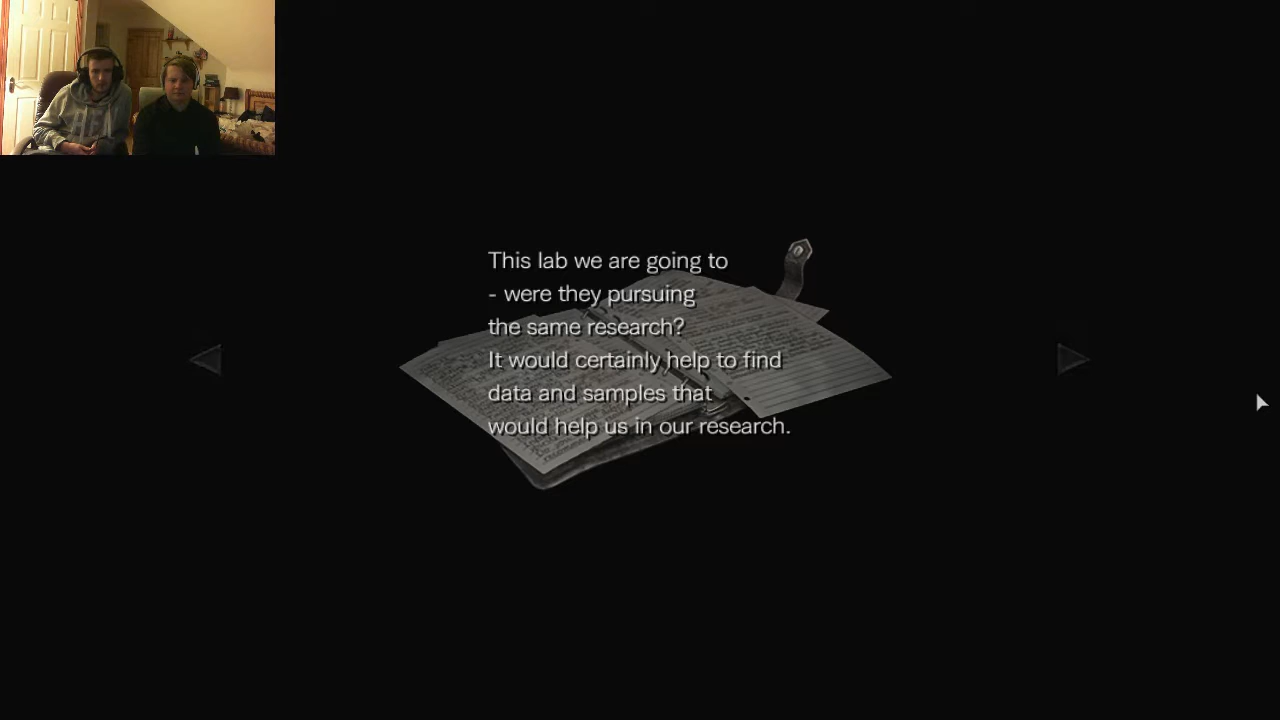 This lab we are going to
- were they pursuing
the same research?
It would certainly help to find
data and samples that
would help us in our research.